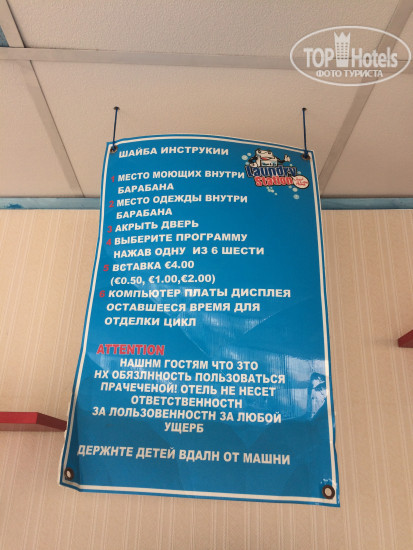 TOP Hotels
ФОТО ТУРИСТА
ШАЙБА ИНСТРУКИИ
Laundry
Station
1 МЕСТО МОЮЩИХ ВНУТРИ
БАРАБАНА
2 МЕСТО ОДЕЖДЫ ВНУТРИ
БАРАБАНА
3 АКРЫТЬ ДВЕРЬ
4 ВЫБЕРИТЕ ПРОГРАММУ
НАЖАВ ОДНУ ИЗ 6 ШЕСТИ
5 ВСТАВКА €4.00
(€0.50, €1.00,€2.00)
6 КОМПЬЮТЕР ПЛАТЫ ДИСПЛЕЯ
ОСТАВШЕЕСЯ ВРЕМЯ ДЛЯ
ОТДЕЛКИ ЦИКЛ
ATTENTION
НАШНМ ГОСТЯМ ЧТО ЗТО
НХ ОБЯЗЛННОСТЬ ПОЛЬЗОВАТЬСЯ
ПРАЧЕЧЕНОЙ! ОТЕЛЬ НЕ НЕСЕТ
ОТВЕТСТВЕННОСТН
ЗА ЛОЛЬЗОВЕННОСТН ЗА ЛЮБОЙ
УЩЕРБ
ДЕРЖНТЕ ДЕТЕЙ ВДАЛН ОТ МАШНИ